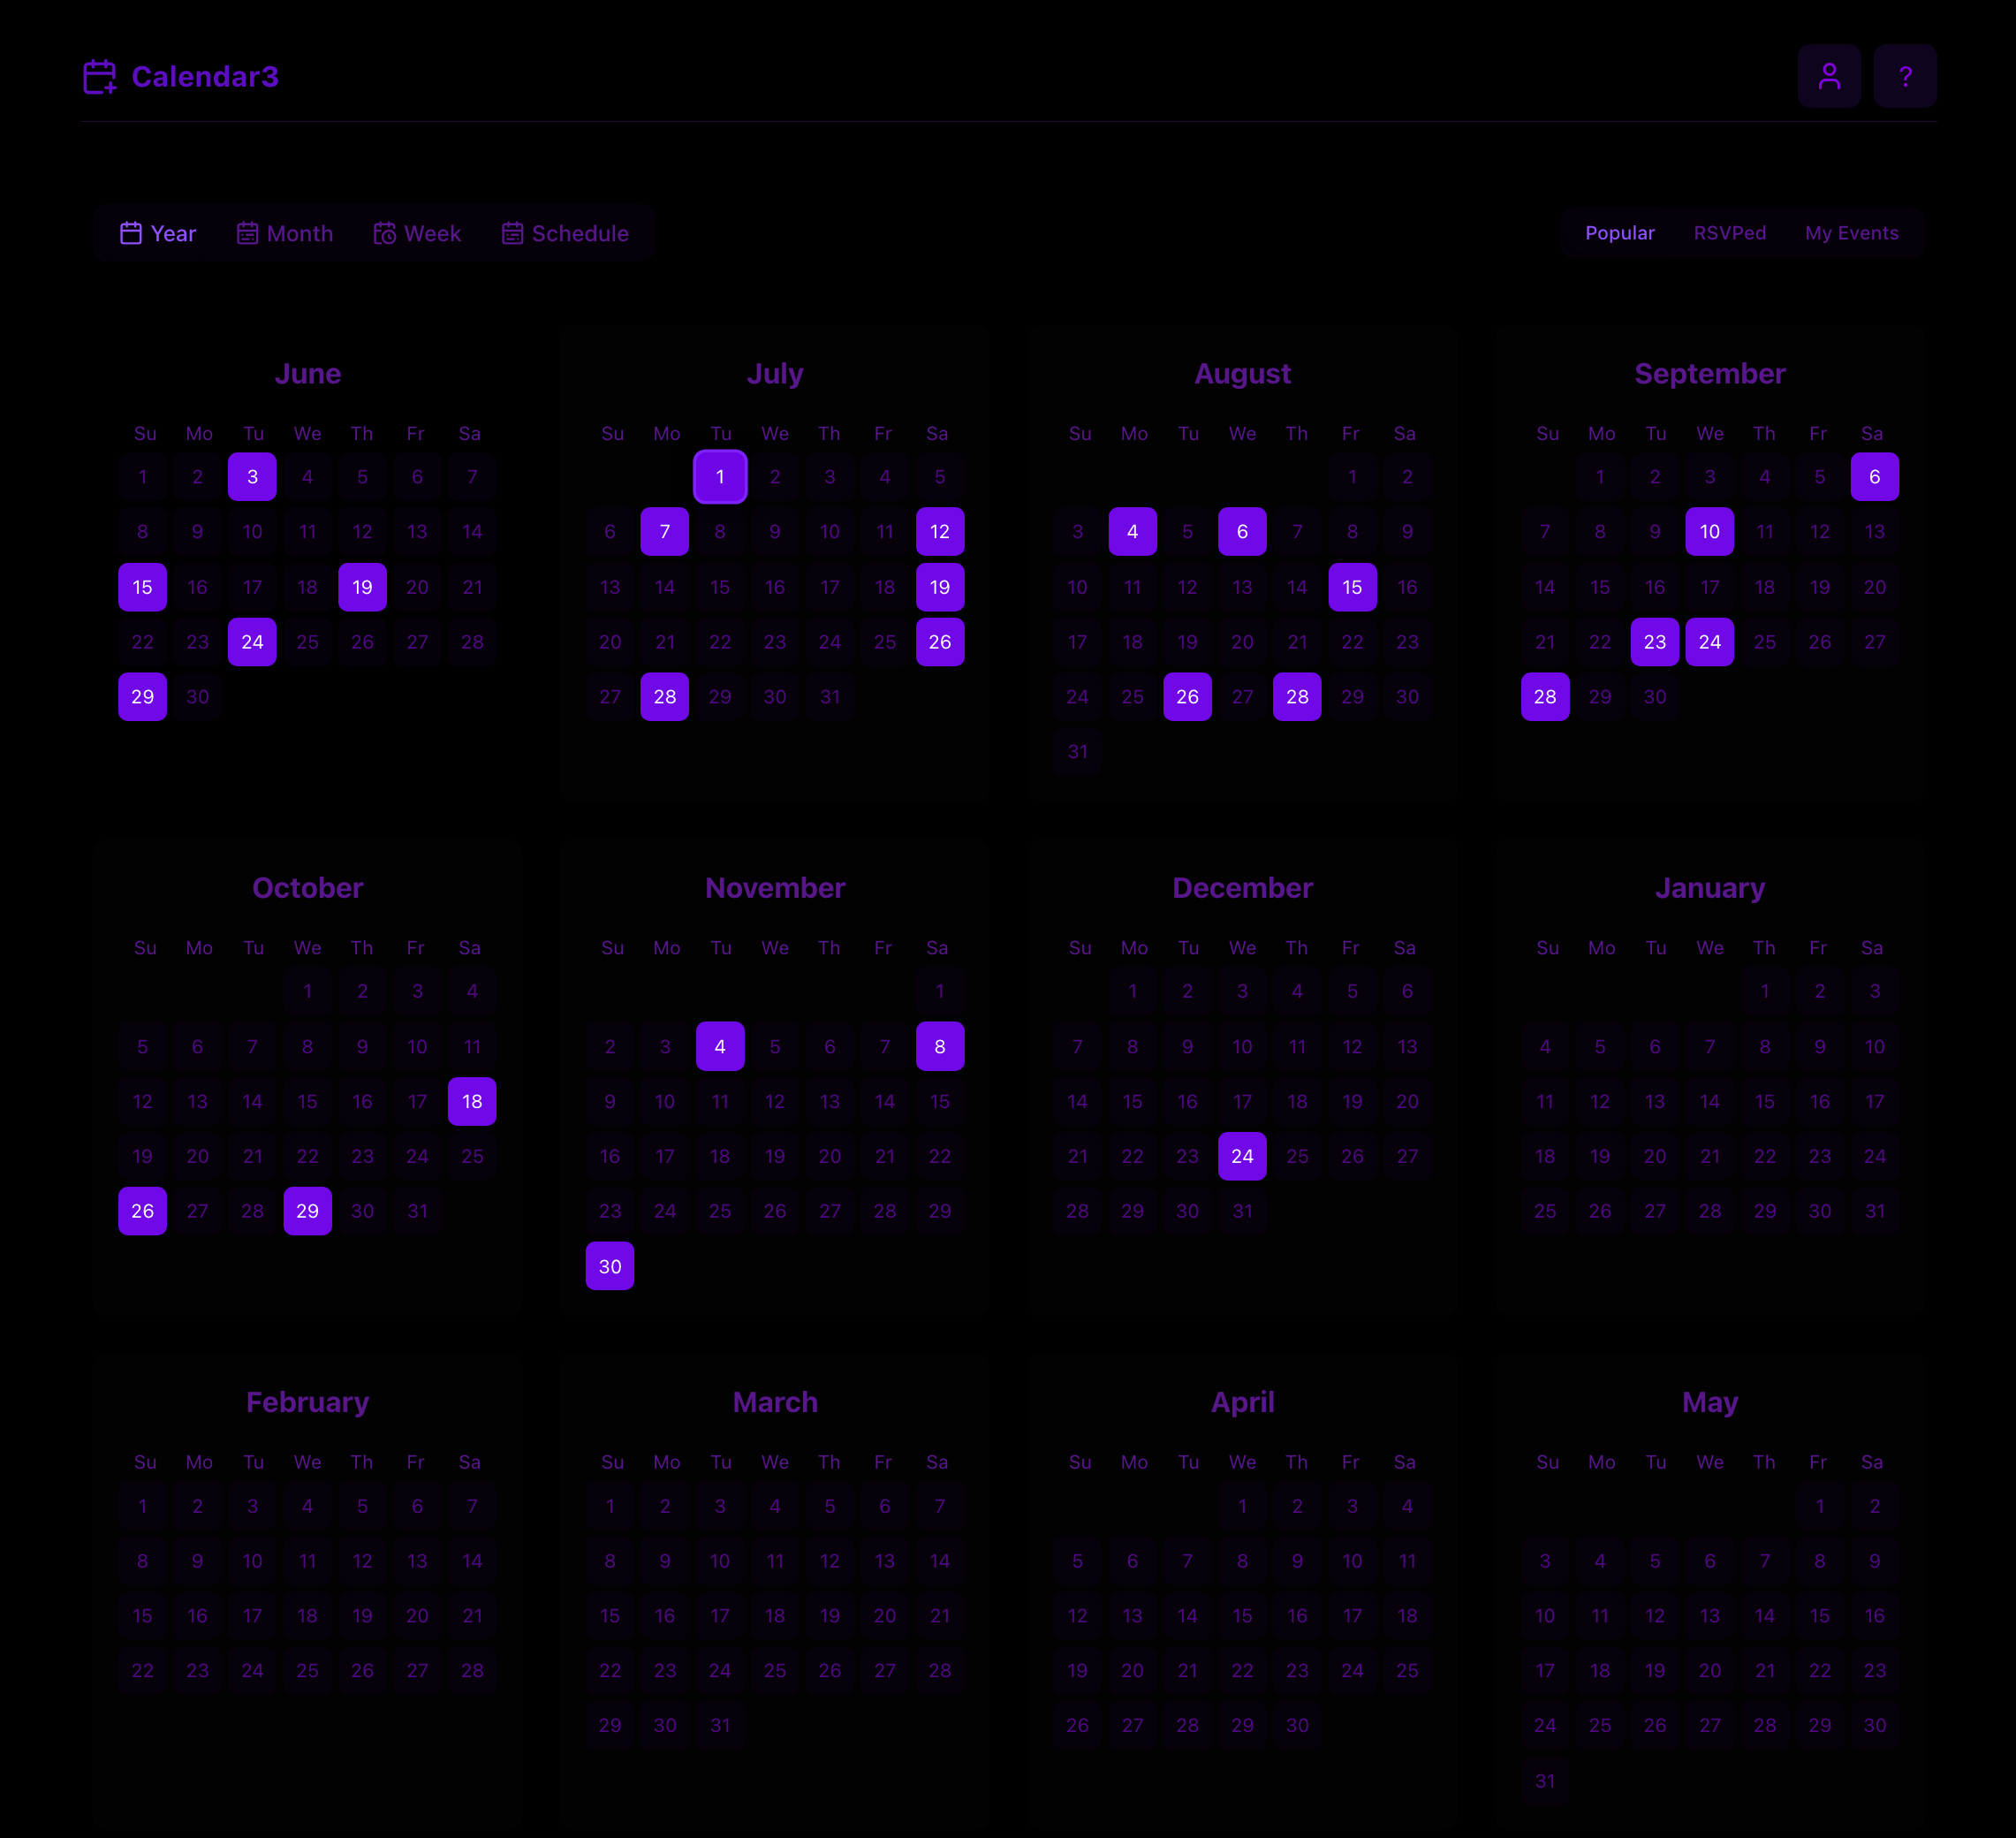 Calendar3 ?
Year Month Week Schedule Popular RSVPed My Events
June
Su Mo Tu We Th Fr Sa
1 2 3 4 5 6 7
8 9 10 11 12 13 14
15 16 17 18 19 20 21
22 23 24 25 26 27 28
29 30
July
Su Mo Tu We Th Fr Sa
1 2 3 4 5
6 7 8 9 10 11 12
13 14 15 16 17 18 19
20 21 22 23 24 25 26
27 28 29 30 31
August
Su Mo Tu We Th Fr Sa
1 2
3 4 5 6 7 8 9
10 11 12 13 14 15 16
17 18 19 20 21 22 23
24 25 26 27 28 29 30
31
September
Su Mo Tu We Th Fr Sa
1 2 3 4 5 6
7 8 9 10 11 12 13
14 15 16 17 18 19 20
21 22 23 24 25 26 27
28 29 30
October
Su Mo Tu We Th Fr Sa
1 2 3 4
5 6 7 8 9 10 11
12 13 14 15 16 17 18
19 20 21 22 23 24 25
26 27 28 29 30 31
November
Su Mo Tu We Th Fr Sa
1
2 3 4 5 6 7 8
9 10 11 12 13 14 15
16 17 18 19 20 21 22
23 24 25 26 27 28 29
30
December
Su Mo Tu We Th Fr Sa
1 2 3 4 5 6
7 8 9 10 11 12 13
14 15 16 17 18 19 20
21 22 23 24 25 26 27
28 29 30 31
January
Su Mo Tu We Th Fr Sa
1 2 3
4 5 6 7 8 9 10
11 12 13 14 15 16 17
18 19 20 21 22 23 24
25 26 27 28 29 30 31
February
Su Mo Tu We Th Fr Sa
1 2 3 4 5 6 7
8 9 10 11 12 13 14
15 16 17 18 19 20 21
22 23 24 25 26 27 28
March
Su Mo Tu We Th Fr Sa
1 2 3 4 5 6 7
8 9 10 11 12 13 14
15 16 17 18 19 20 21
22 23 24 25 26 27 28
29 30 31
April
Su Mo Tu We Th Fr Sa
1 2 3 4
5 6 7 8 9 10 11
12 13 14 15 16 17 18
19 20 21 22 23 24 25
26 27 28 29 30
May
Su Mo Tu We Th Fr Sa
1 2
3 4 5 6 7 8 9
10 11 12 13 14 15 16
17 18 19 20 21 22 23
24 25 26 27 28 29 30
31